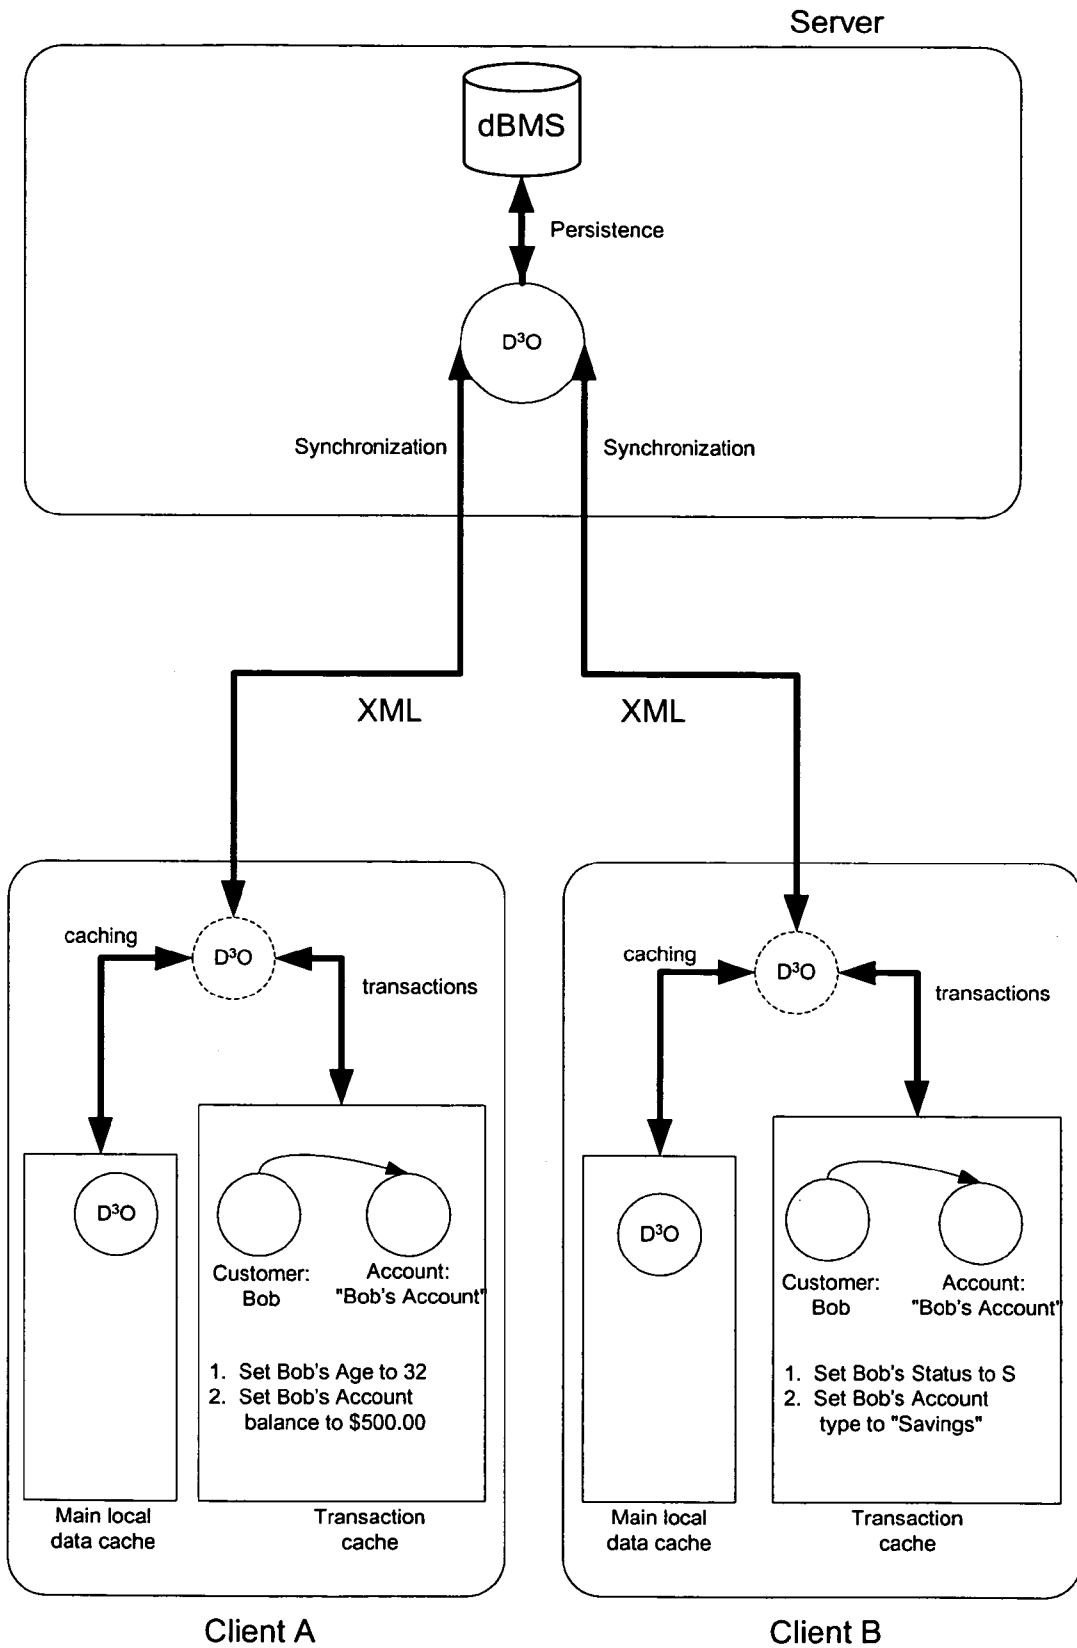 Server
dBMS
Persistence
D³O
Synchronization
Synchronization
XML
XML
caching
D³O
transactions
D³O
Customer:
Bob
Account:
"Bob's Account"
1. Set Bob's Age to 32
2. Set Bob's Account
balance to $500.00
Main local
data cache
Transaction
cache
Client A
caching
D³O
transactions
D³O
Customer:
Bob
Account:
"Bob's Account"
1. Set Bob's Status to S
2. Set Bob's Account
type to "Savings"
Main local
data cache
Transaction
cache
Client B